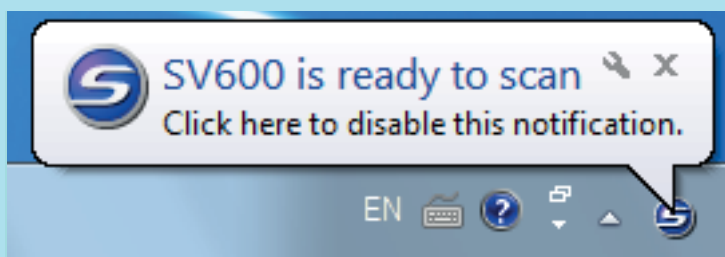 SV600 is ready to scan
Click here to disable this notification.
EN